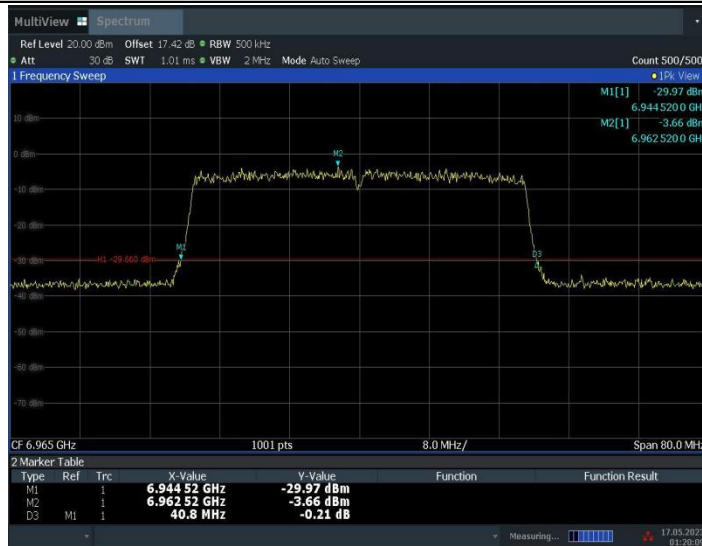 MultiView Spectrum
Ref Level 20.00 dBm Offset 17.42 dB RBW 500 kHz
Att 30 dB SWT 1.01 ms VBW 2 MHz Mode Auto Sweep Count 500/500
1 Frequency Sweep 1Pk View
M1[1] -29.97 dBm
6.944 520 0 GH
M2[1] -3.66 dBm
6.962 520 0 GH
10 dBm
0 dBm
M2
-10 dBm
-20 dBm
M1
D3
-30 dBm
H1 -29.660 dBm
-40 dBm
-50 dBm
-60 dBm
-70 dBm
CF 6.965 GHz 1001 pts 8.0 MHz/ Span 80.0 MHz
2 Marker Table
Type Ref Trc X-Value Y-Value Function Function Result
M1 1 6.944 52 GHz -29.97 dBm
M2 1 6.962 52 GHz -3.66 dBm
D3 M1 1 40.8 MHz -0.21 dB
Measuring...
17.05.2023
01:20:09